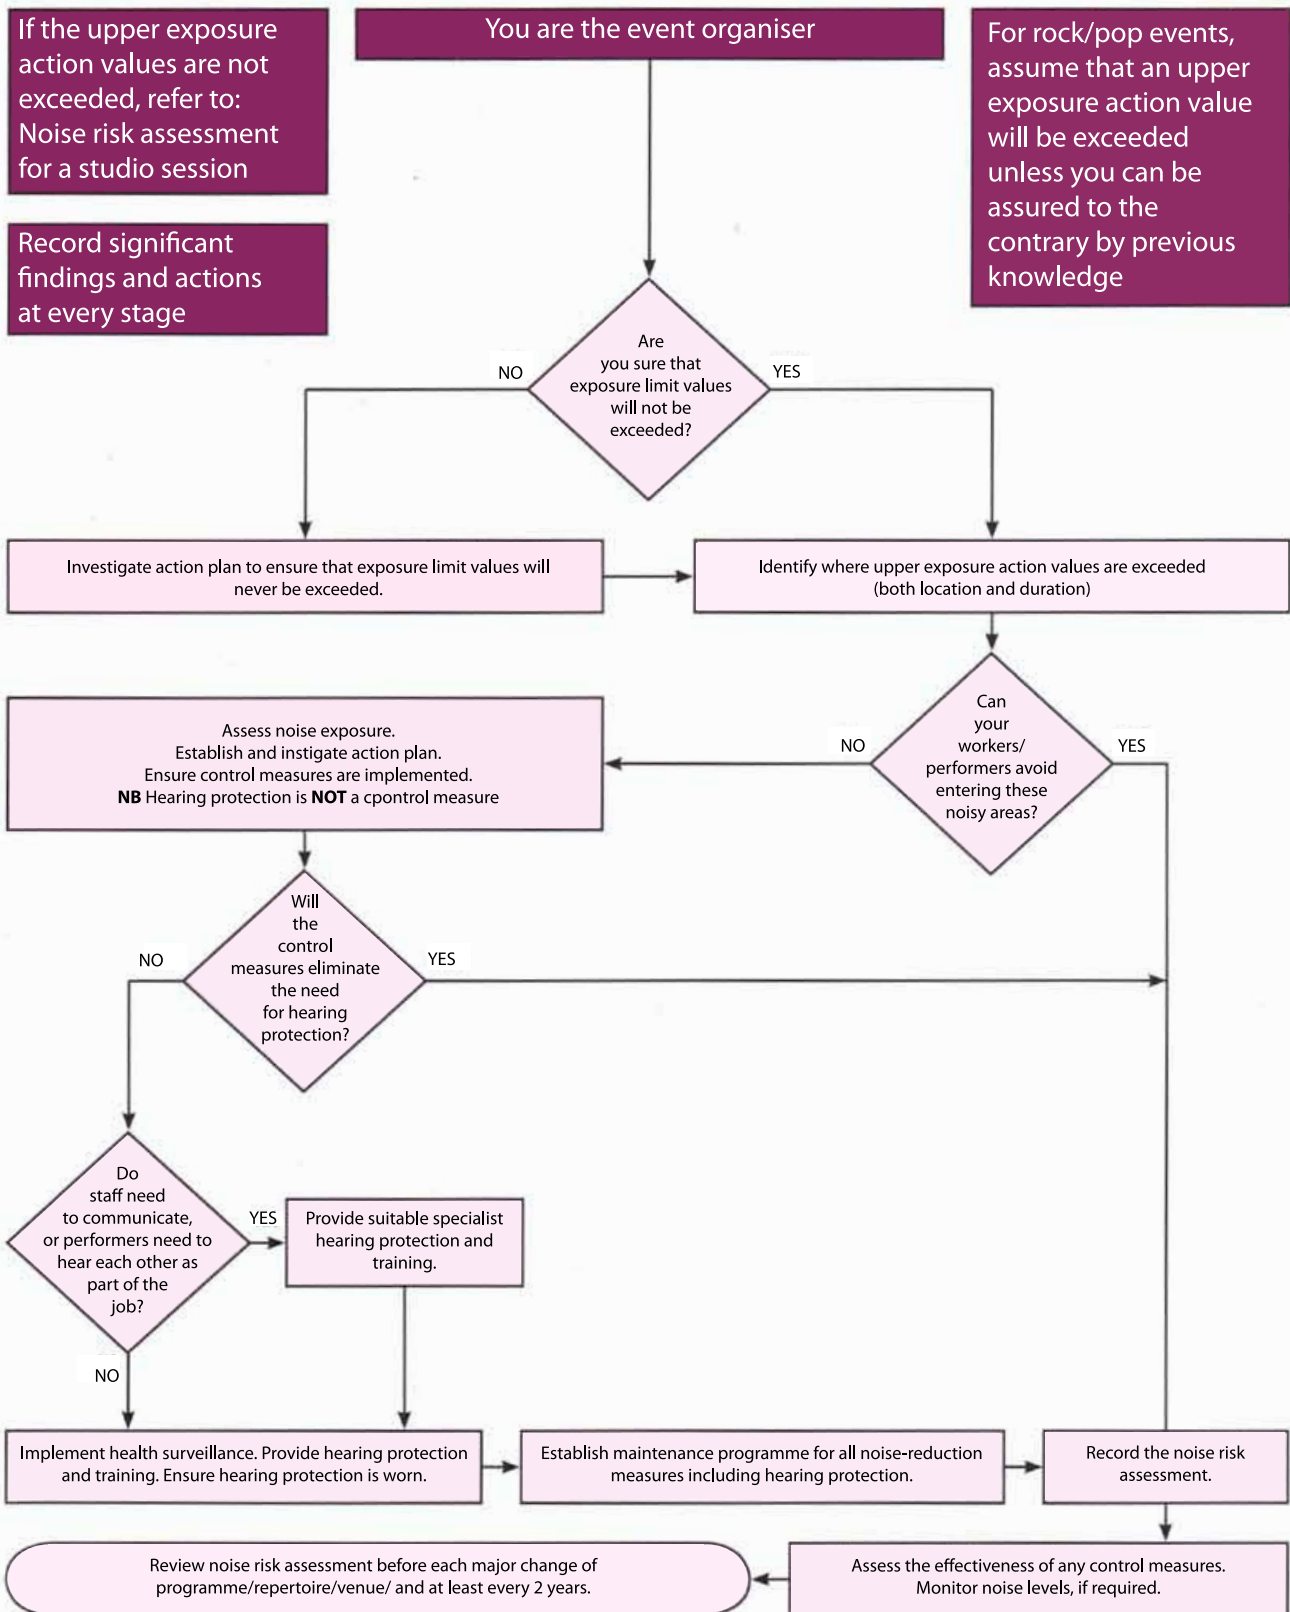 If the upper exposure
action values are not
exceeded, refer to:
Noise risk assessment
for a studio session
You are the event organiser
For rock/pop events,
assume that an upper
exposure action value
will be exceeded
unless you can be
assured to the
contrary by previous
knowledge
Record significant
findings and actions
at every stage
Are
you sure that
exposure limit values
will not be
exceeded?
NO
YES
Investigate action plan to ensure that exposure limit values will
never be exceeded.
Identify where upper exposure action values are exceeded
(both location and duration)
Can
your
workers/
performers avoid
entering these
noisy areas?
NO
YES
Assess noise exposure.
Establish and instigate action plan.
Ensure control measures are implemented.
NB Hearing protection is NOT a cpontrol measure
Will
the
control
measures eliminate
the need
for hearing
protection?
NO
YES
Do
staff need
to communicate,
or performers need to
hear each other as
part of the
job?
YES
NO
Provide suitable specialist
hearing protection and
training.
Implement health surveillance. Provide hearing protection
and training. Ensure hearing protection is worn.
Establish maintenance programme for all noise-reduction
measures including hearing protection.
Record the noise risk
assessment.
Review noise risk assessment before each major change of
programme/repertoire/venue/ and at least every 2 years.
Assess the effectiveness of any control measures.
Monitor noise levels, if required.